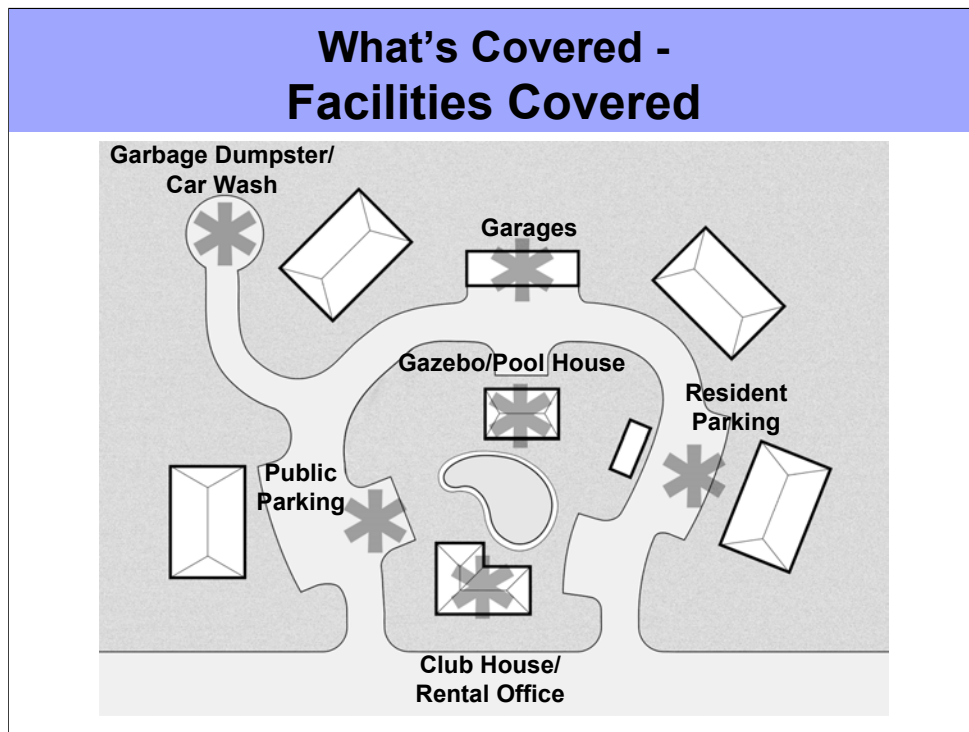 What’s Covered -
Facilities Covered
Garbage Dumpster/
Car Wash
Garages
Gazebo/Pool House
Resident
Parking
Public
Parking
Club House/
Rental Office